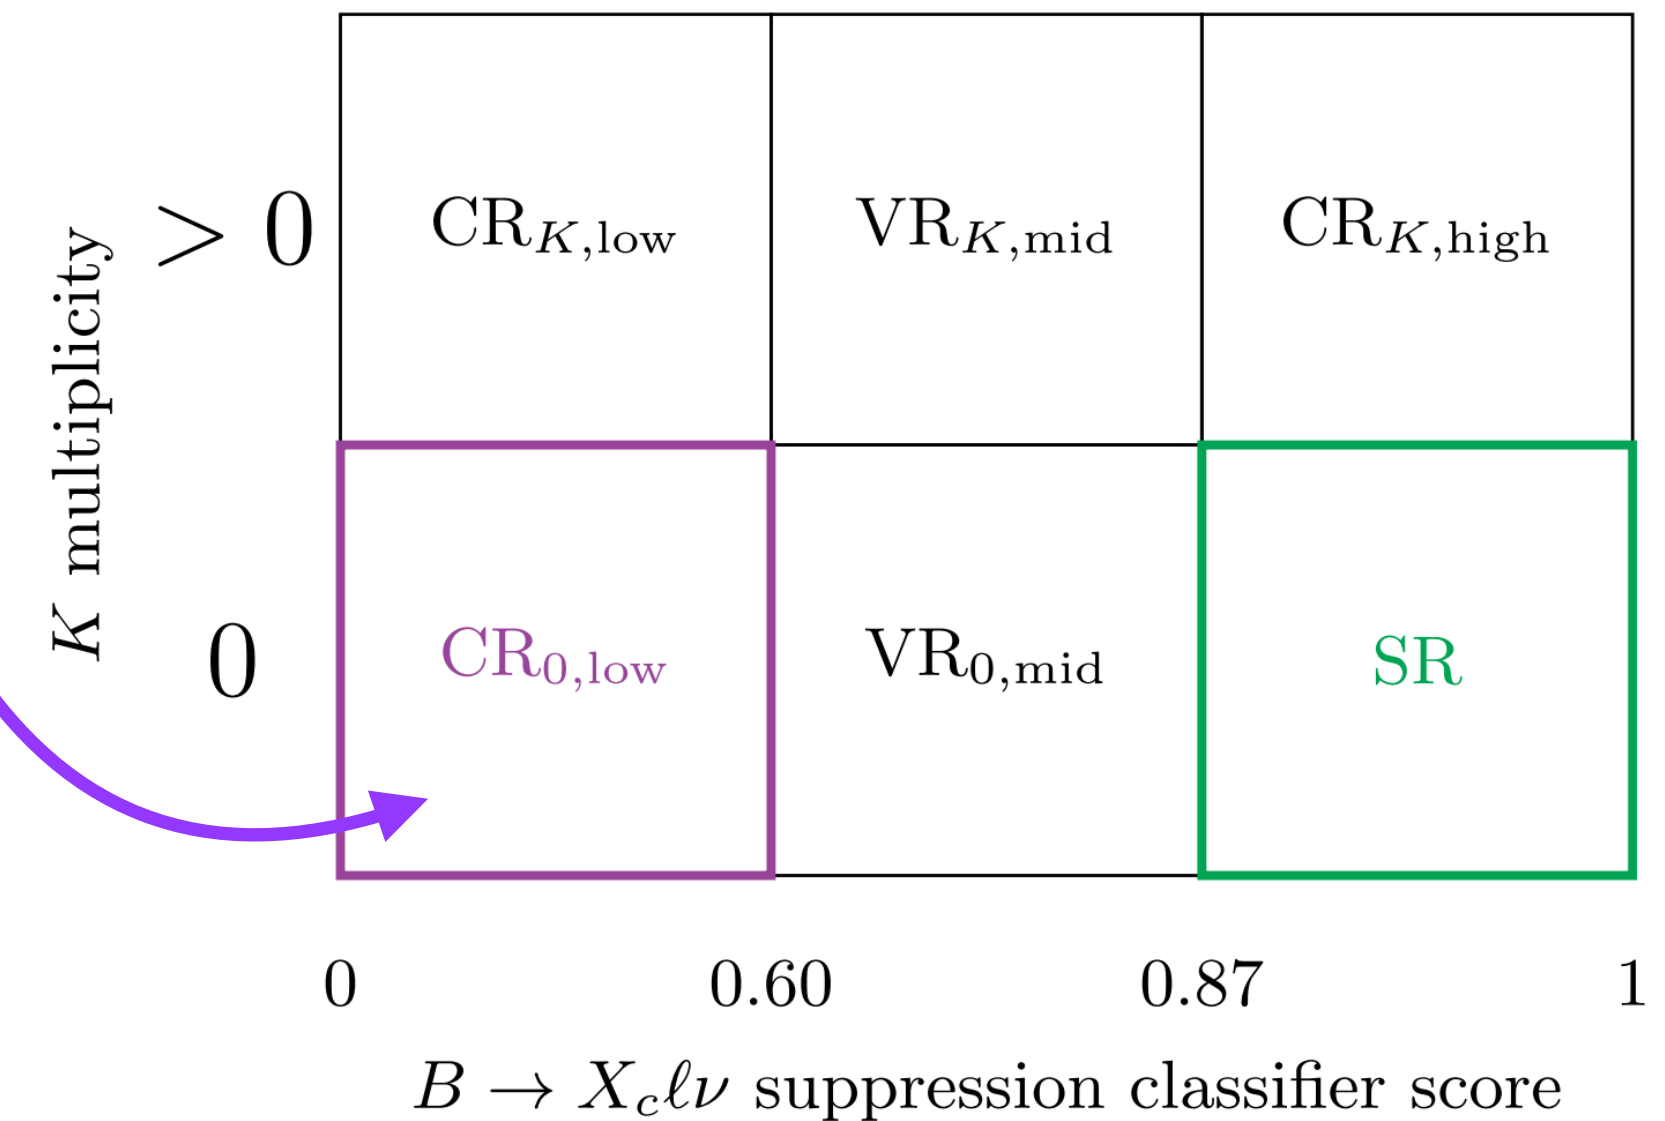 K multiplicity
> 0
CR_{K,low}
VR_{K,mid}
CR_{K,high}
0
CR_{0,low}
VR_{0,mid}
SR
0
0.60
0.87
1
B → X_cℓν suppression classifier score